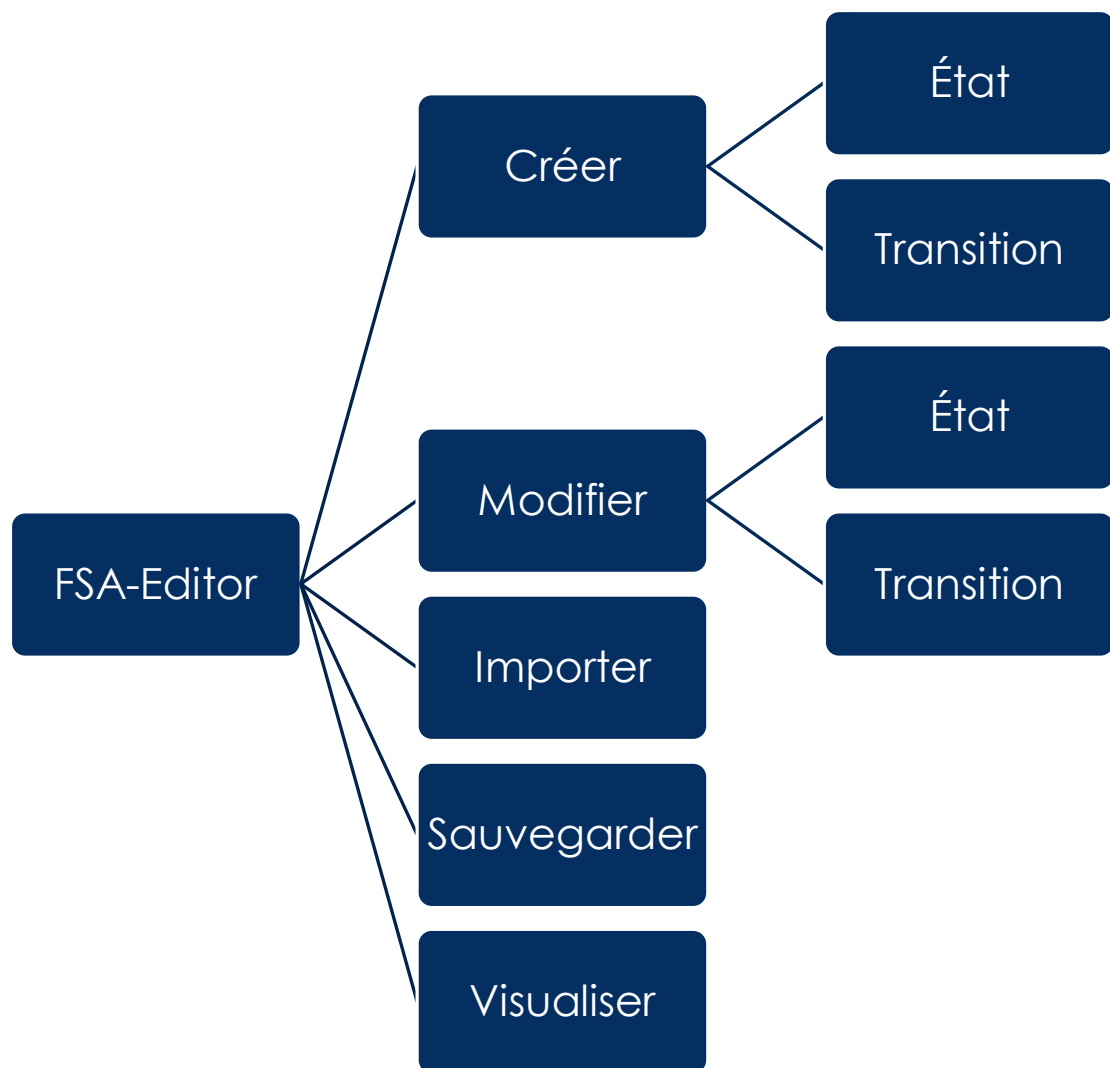 FSA-Editor
Créer
État
Transition
Modifier
État
Transition
Importer
Sauvegarder
Visualiser